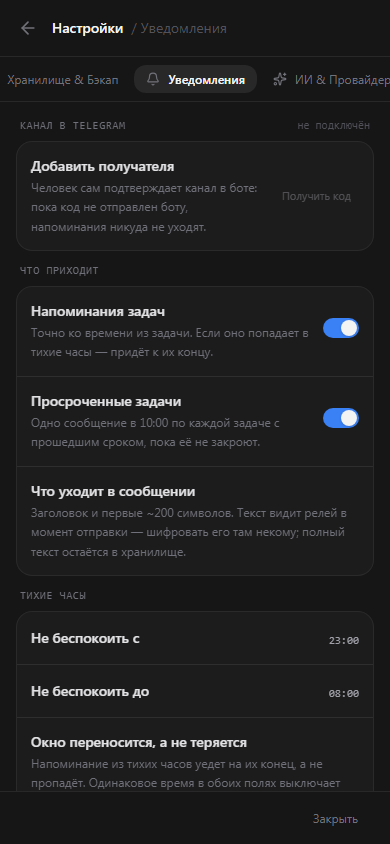 Настройки / Уведомления
Хранилище & Бэкап Уведомления ИИ & Провайдер
КАНАЛ В TELEGRAM не подключён
Добавить получателя
Человек сам подтверждает канал в боте:
пока код не отправлен боту,
напоминания никуда не уходят.
Получить код
ЧТО ПРИХОДИТ
Напоминания задач
Точно ко времени из задачи. Если оно попадает в
тихие часы — придёт к их концу.
Просроченные задачи
Одно сообщение в 10:00 по каждой задаче с
прошедшим сроком, пока её не закроют.
Что уходит в сообщении
Заголовок и первые ~200 символов. Текст видит релей в
момент отправки — шифровать его там некому; полный
текст остаётся в хранилище.
ТИХИЕ ЧАСЫ
Не беспокоить с 23:00
Не беспокоить до 08:00
Окно переносится, а не теряется
Напоминание из тихих часов уедет на их конец, а не
пропадёт. Одинаковое время в обоих полях выключает
Закрыть